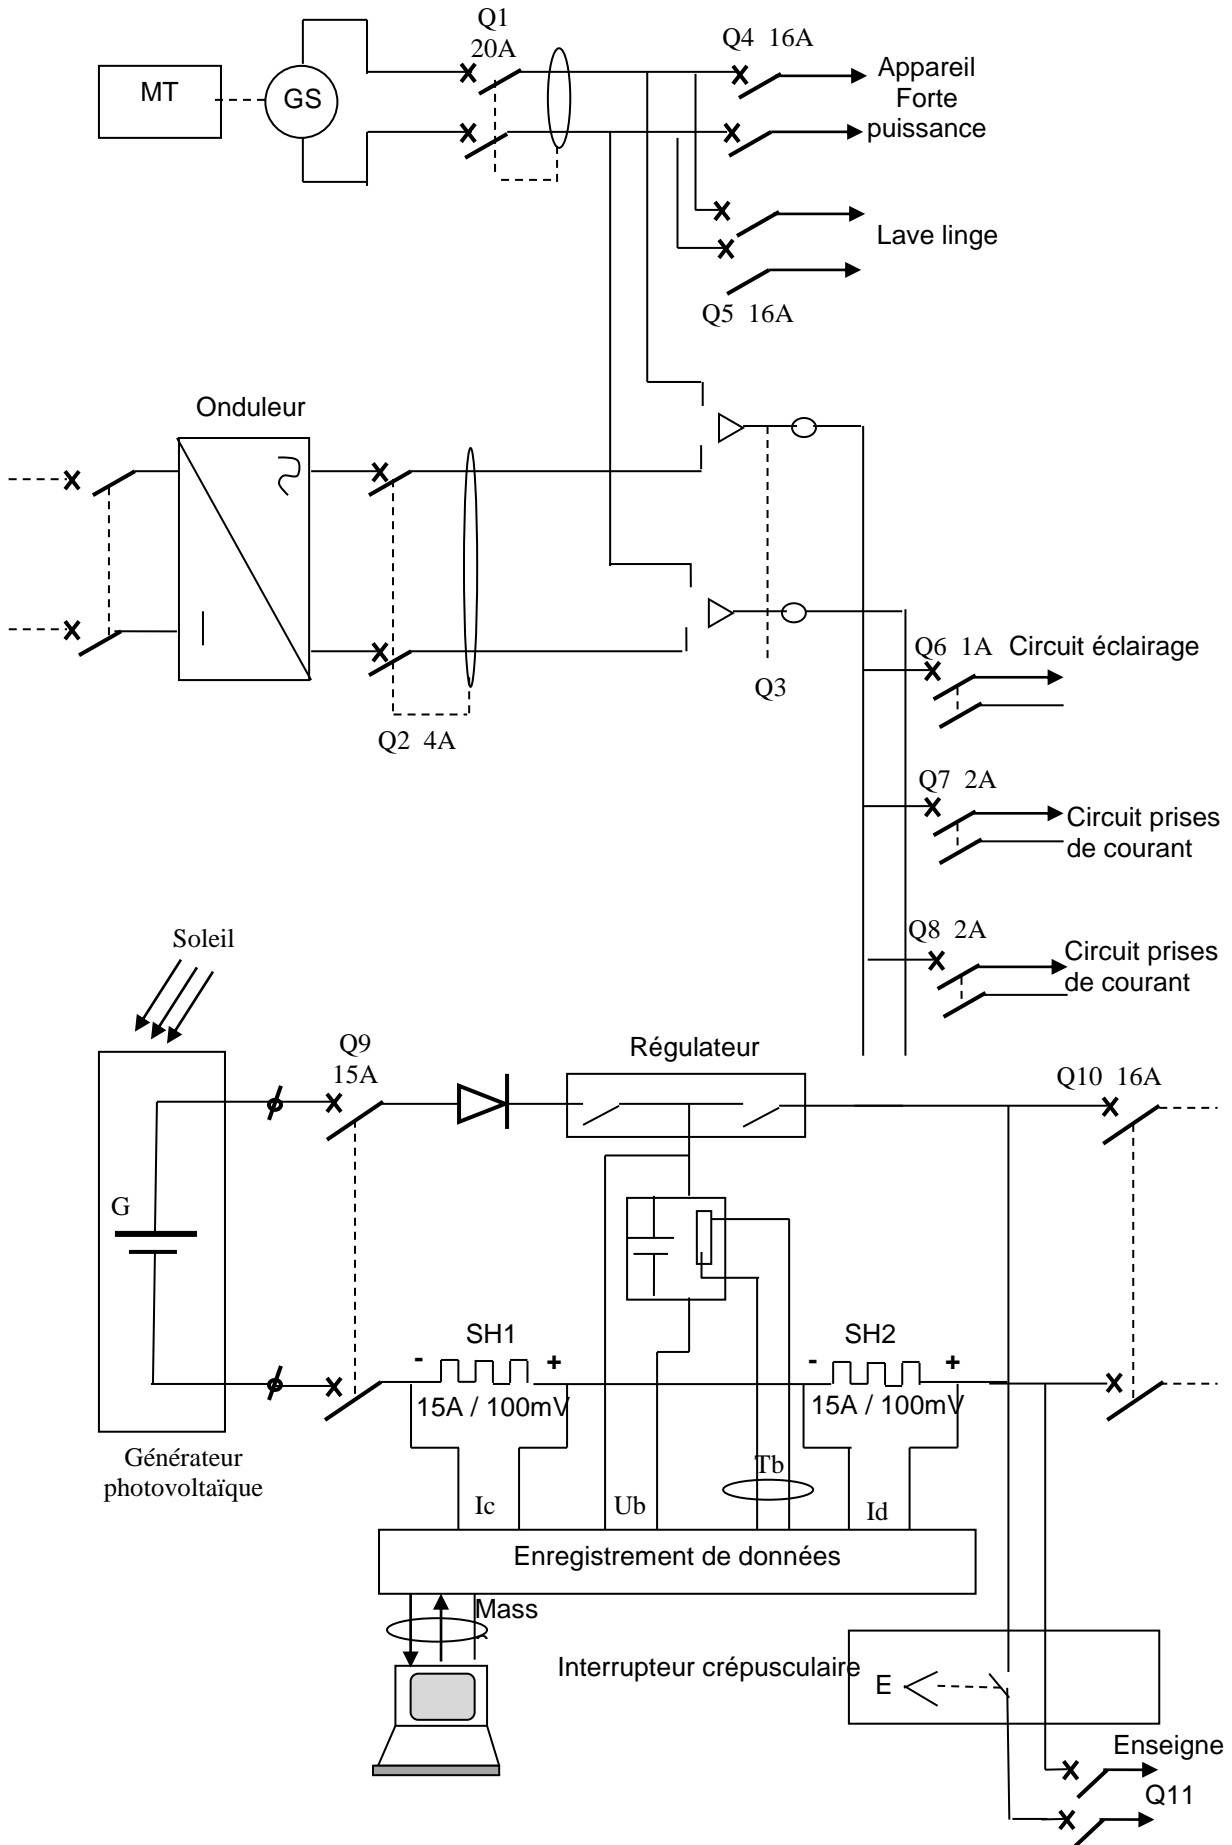 Q1
20A
Q4 16A
MT
GS
Appareil
Forte
puissance
Lave linge
Q5 16A
Onduleur
Q6 1A
Circuit éclairage
Q3
Q2 4A
Q7 2A
Circuit prises
de courant
Q8 2A
Circuit prises
de courant
Soleil
Q9
15A
Régulateur
Q10 16A
G
SH1
SH2
- +
- +
15A / 100mV
15A / 100mV
Générateur
photovoltaïque
Tb
Ic
Ub
Id
Enregistrement de données
Mass
Interrupteur crépusculaire
E
Enseigne
Q11